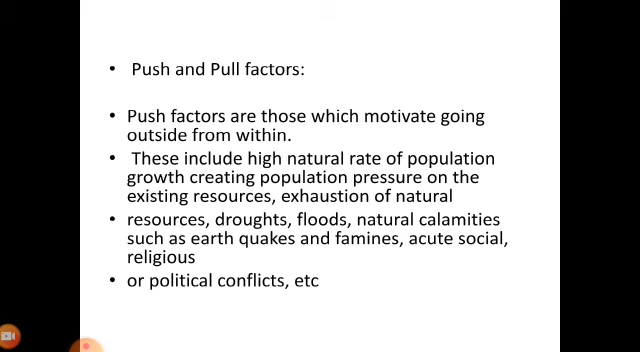 • Push and Pull factors:
• Push factors are those which motivate going
outside from within.
• These include high natural rate of population
growth creating population pressure on the
existing resources, exhaustion of natural
• resources, droughts, floods, natural calamities
such as earth quakes and famines, acute social,
religious
• or political conflicts, etc